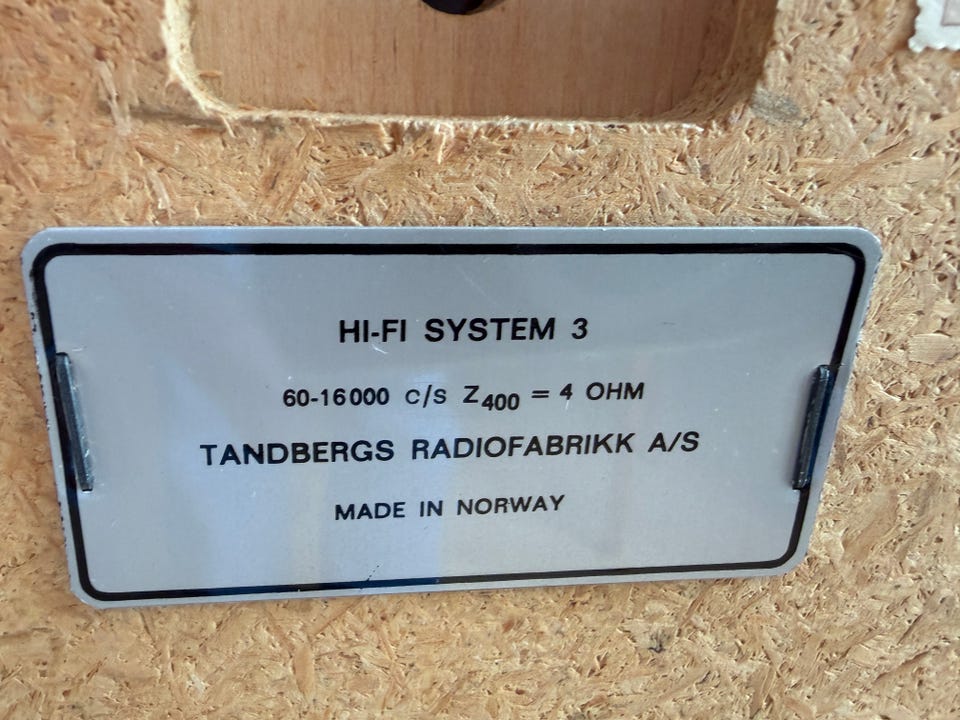 HI-FI SYSTEM 3
60-16000 c/s Z400 = 4 OHM
TANDBERGS RADIOFABRIKK A/S
MADE IN NORWAY